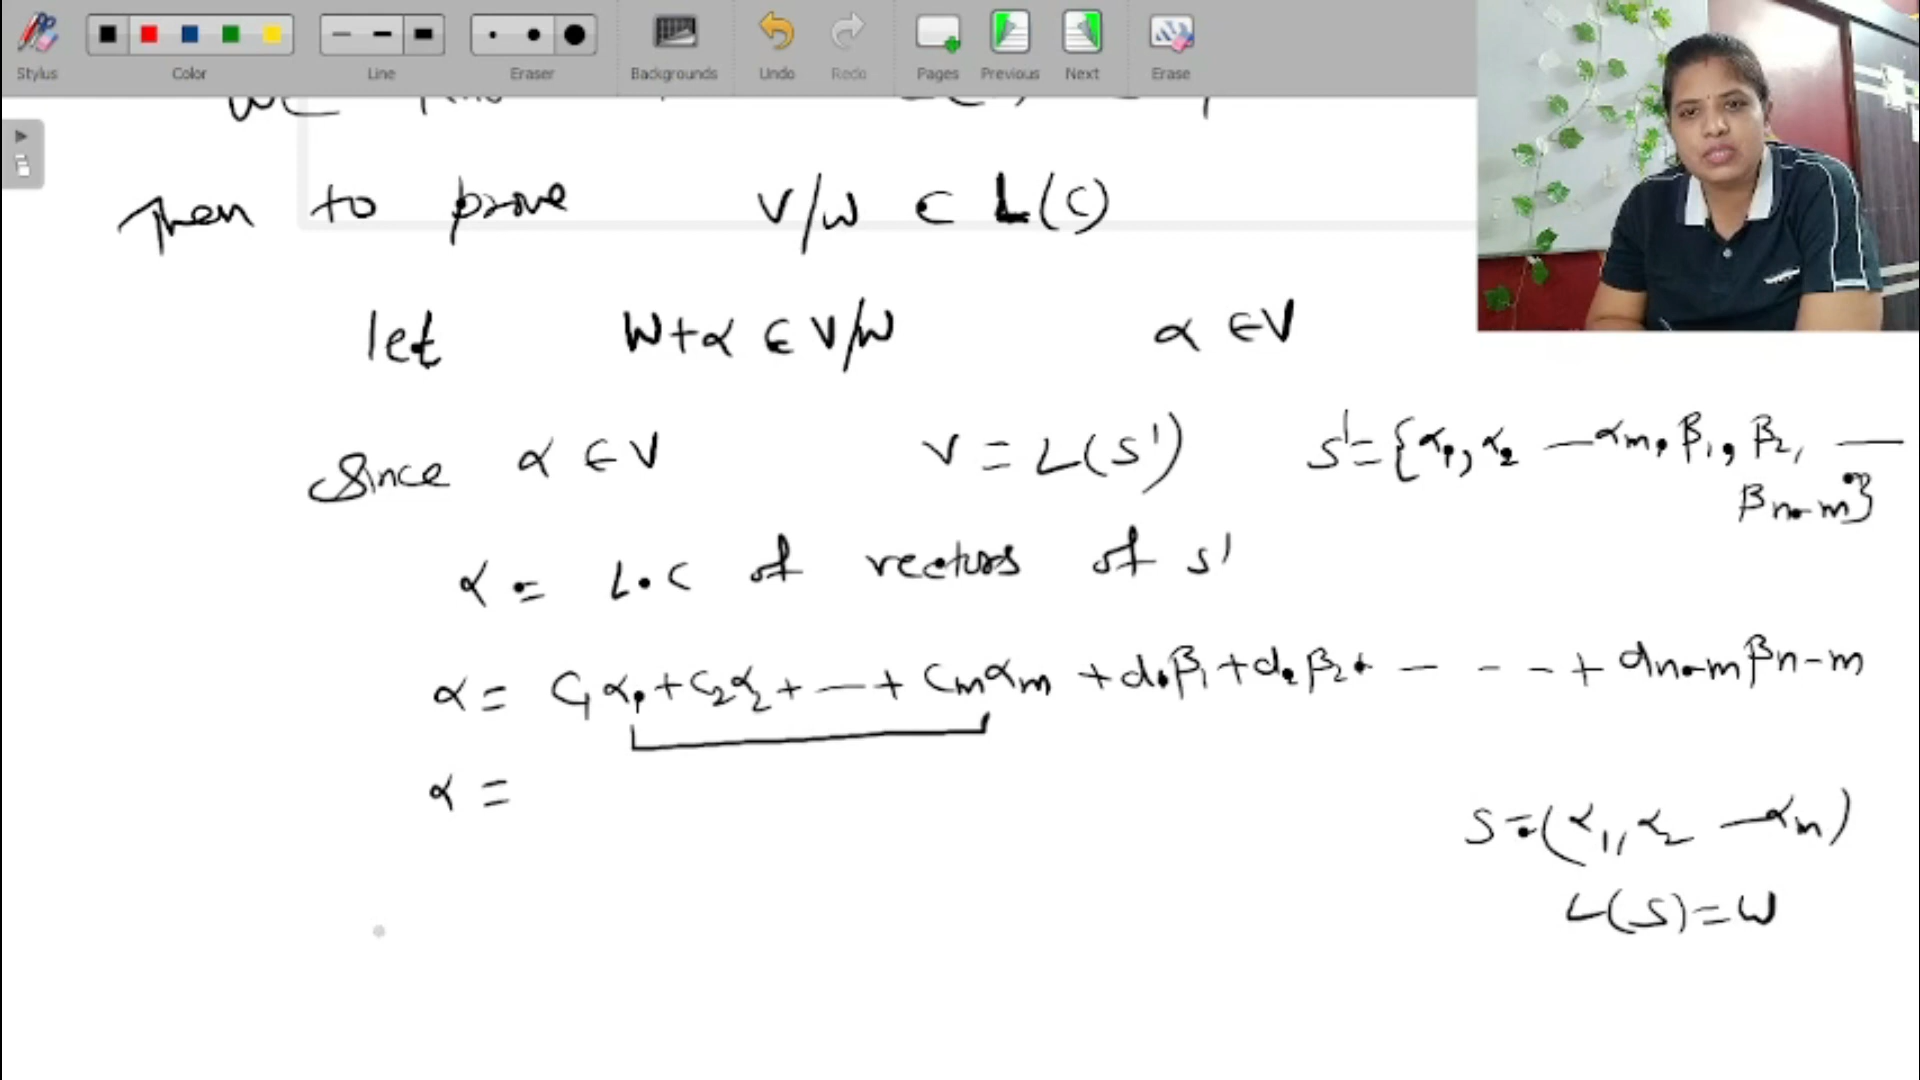 Stylus Color Line Eraser Backgrounds Undo Redo Pages Previous Next Erase
Then to prove V/W ⊂ L(C)
let W+α ∈ V/W α ∈ V
Since α ∈ V V = L(S') S' = {α₁, α₂ — αm, β₁, β₂, —
βn-m}
α = L.C of vectors of S'
α = C₁α₁ + C₂α₂ + — + Cmαm + d₁β₁ + d₂β₂ + - - - + dn-mβn-m
α =
S = (α₁, α₂ — αm)
L(S) = W